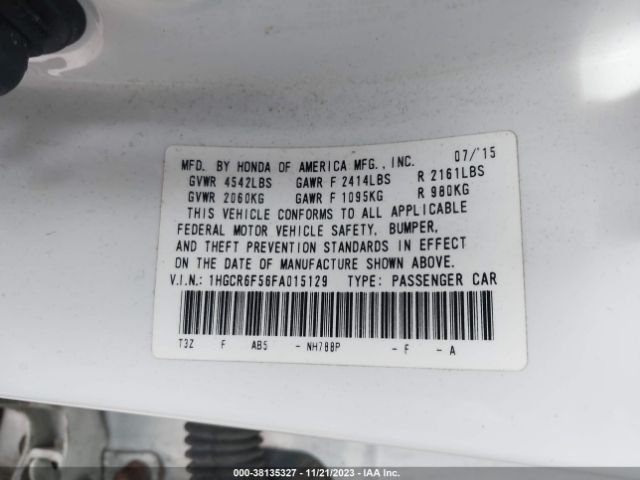 MFD. BY HONDA OF AMERICA MFG., INC. 07/'15
GVWR 4542LBS GAWR F 2414LBS R 2161LBS
GVWR 2060KG GAWR F 1095KG R 980KG
THIS VEHICLE CONFORMS TO ALL APPLICABLE
FEDERAL MOTOR VEHICLE SAFETY, BUMPER,
AND THEFT PREVENTION STANDARDS IN EFFECT
ON THE DATE OF MANUFACTURE SHOWN ABOVE.
V.I.N.: 1HGCR6F56FA015129 TYPE: PASSENGER CAR
T3Z F AB5 - NH788P - F - A
000-38135327 - 11/21/2023 - IAA Inc.